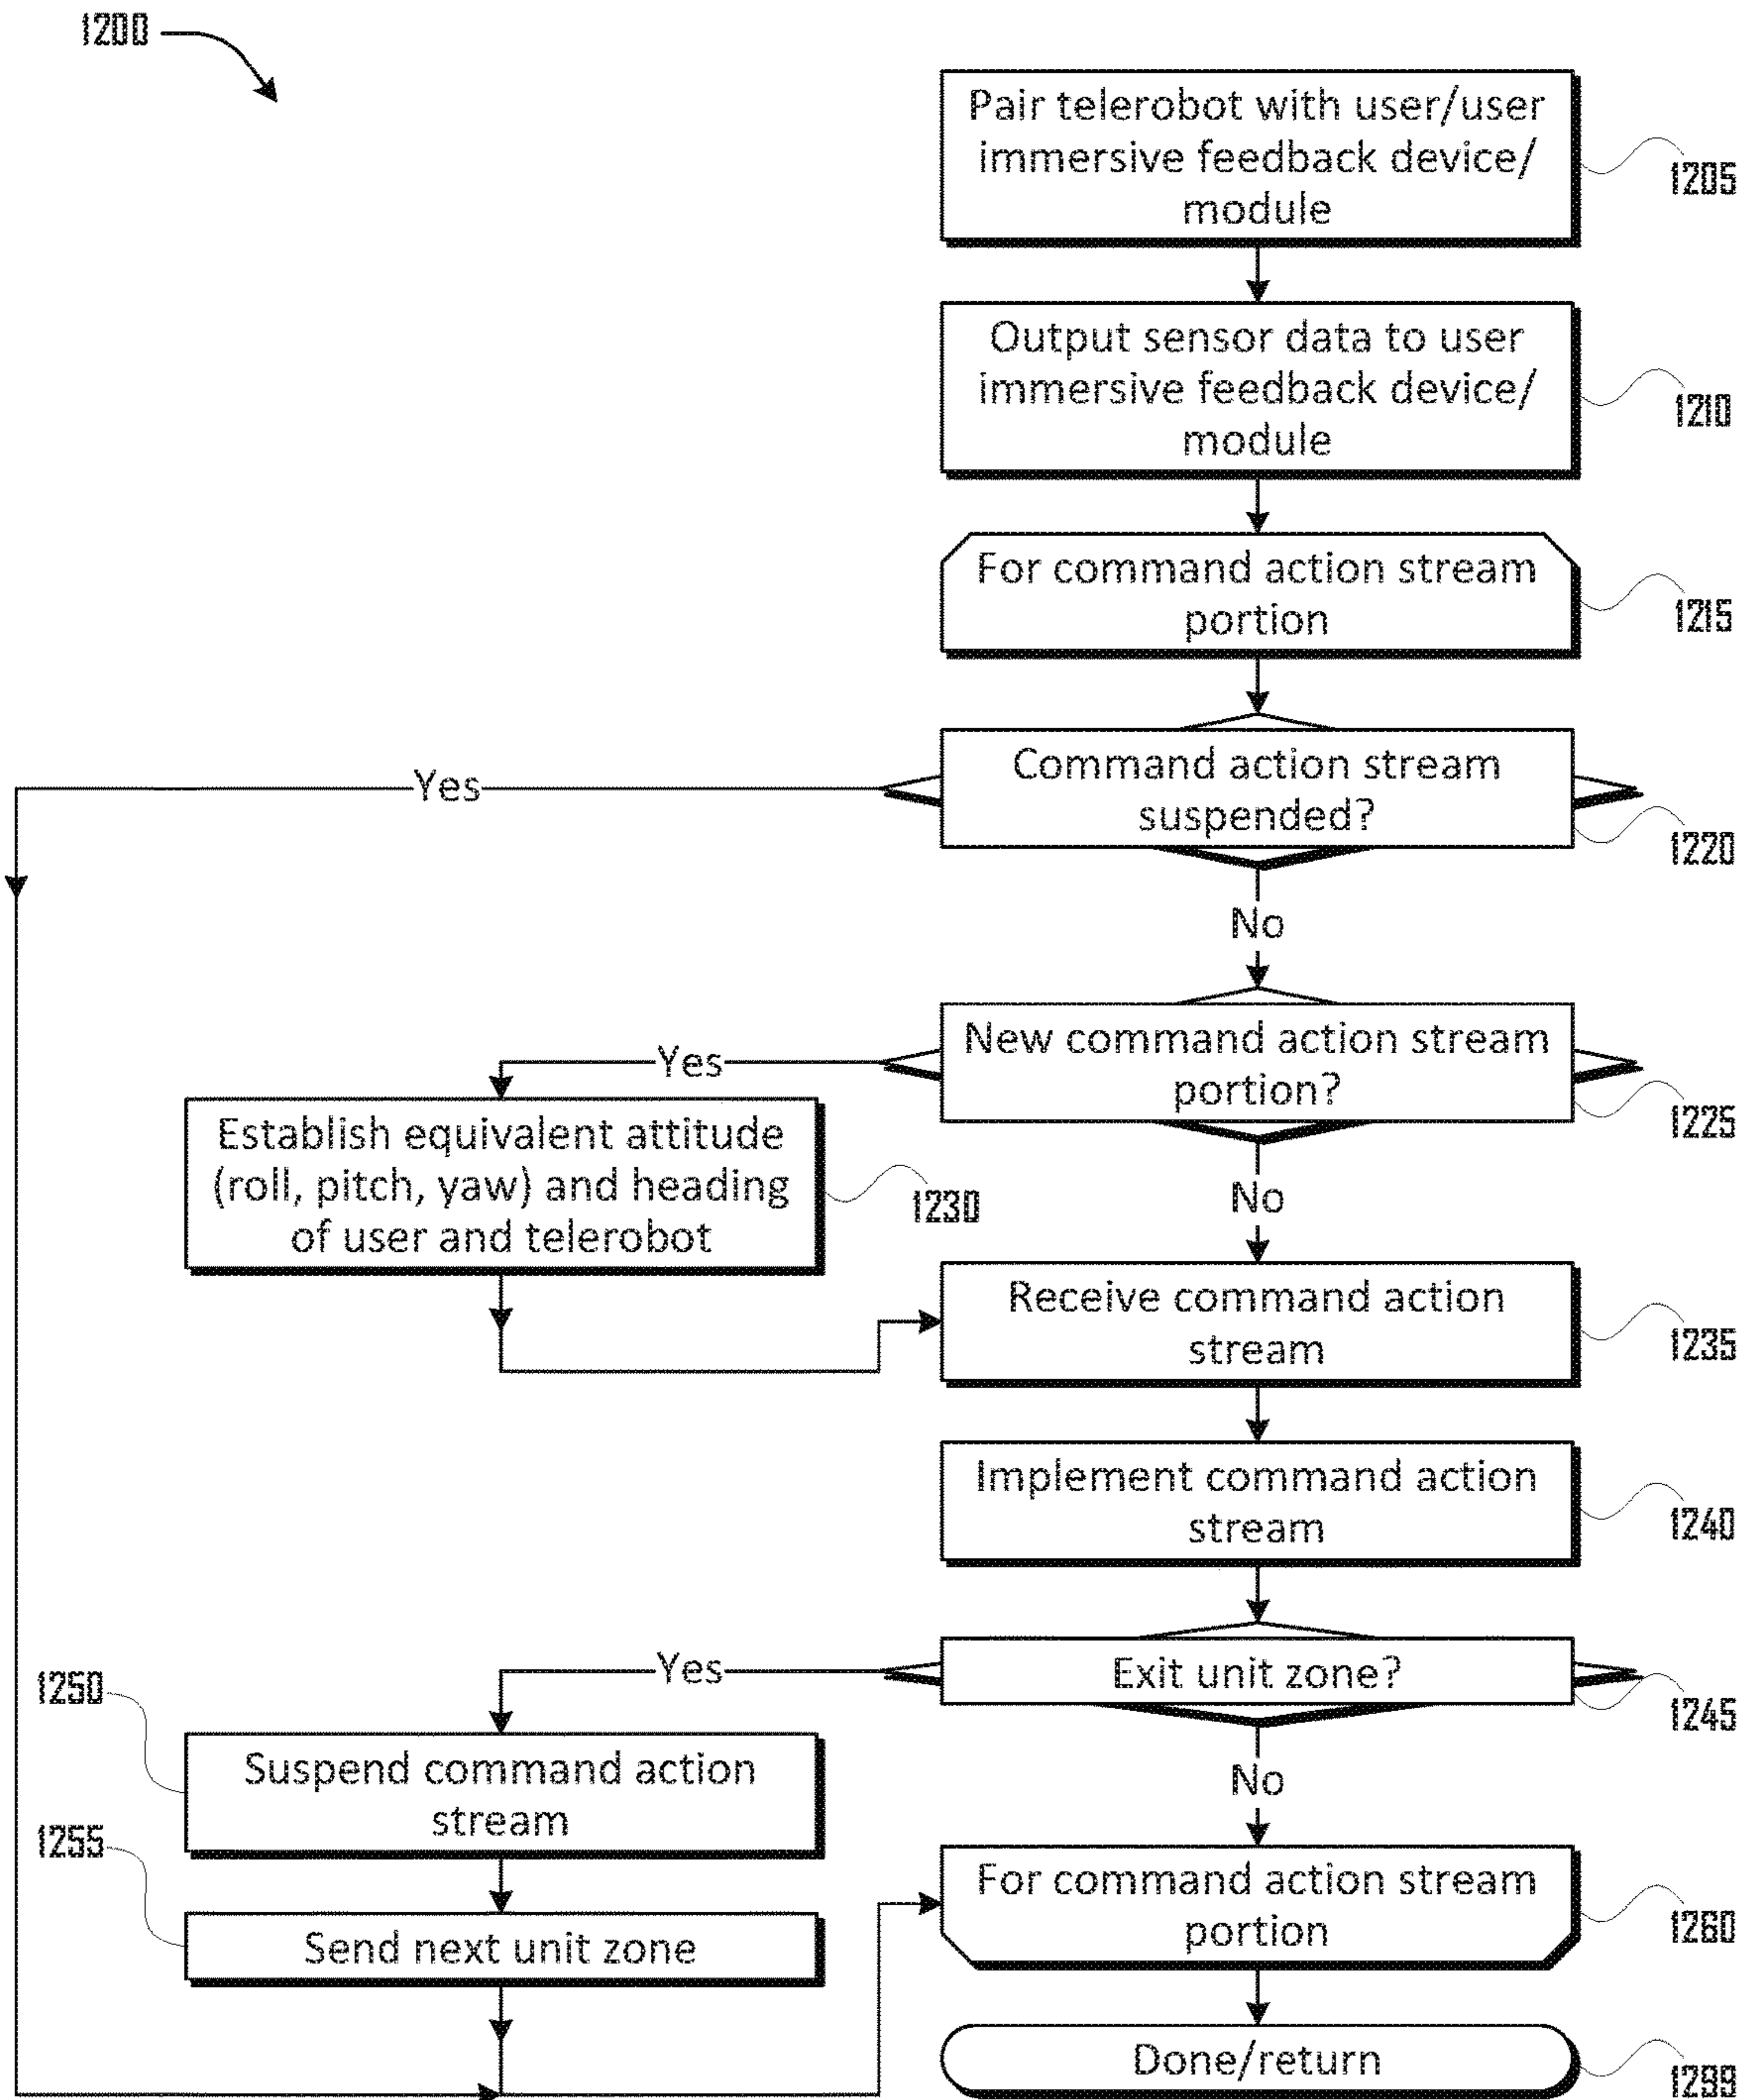 1200
Pair telerobot with user/user
immersive feedback device/
module
1205
Output sensor data to user
immersive feedback device/
module
1210
For command action stream
portion
1215
Command action stream
suspended?
1220
Yes
No
New command action stream
portion?
1225
Yes
Establish equivalent attitude
(roll, pitch, yaw) and heading
of user and telerobot
1230
No
Receive command action
stream
1235
Implement command action
stream
1240
Exit unit zone?
1245
Yes
1250
Suspend command action
stream
1255
Send next unit zone
No
For command action stream
portion
1260
Done/return
1299